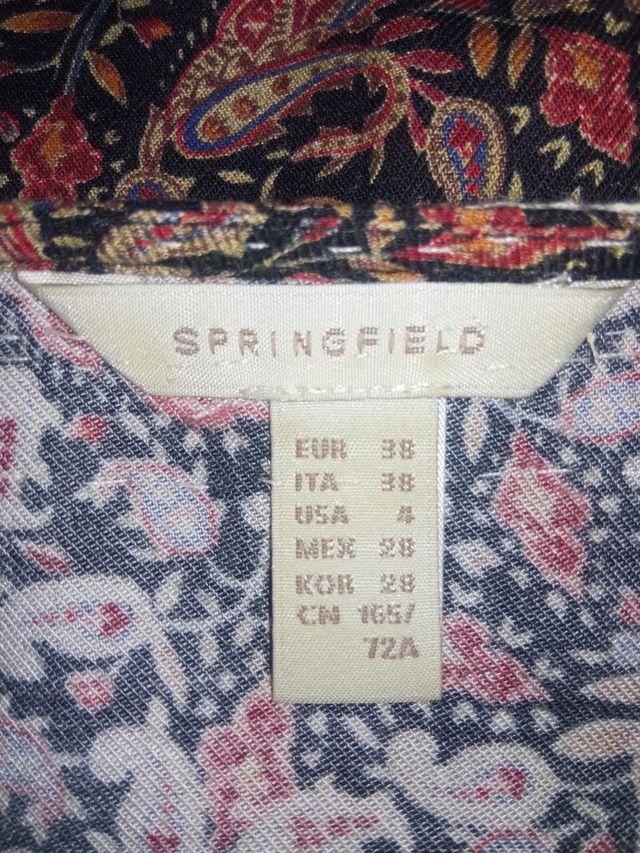 SPRINGFIELD
EUR 38
ITA 38
USA 4
MEX 28
KOR 28
CN 165/
72A